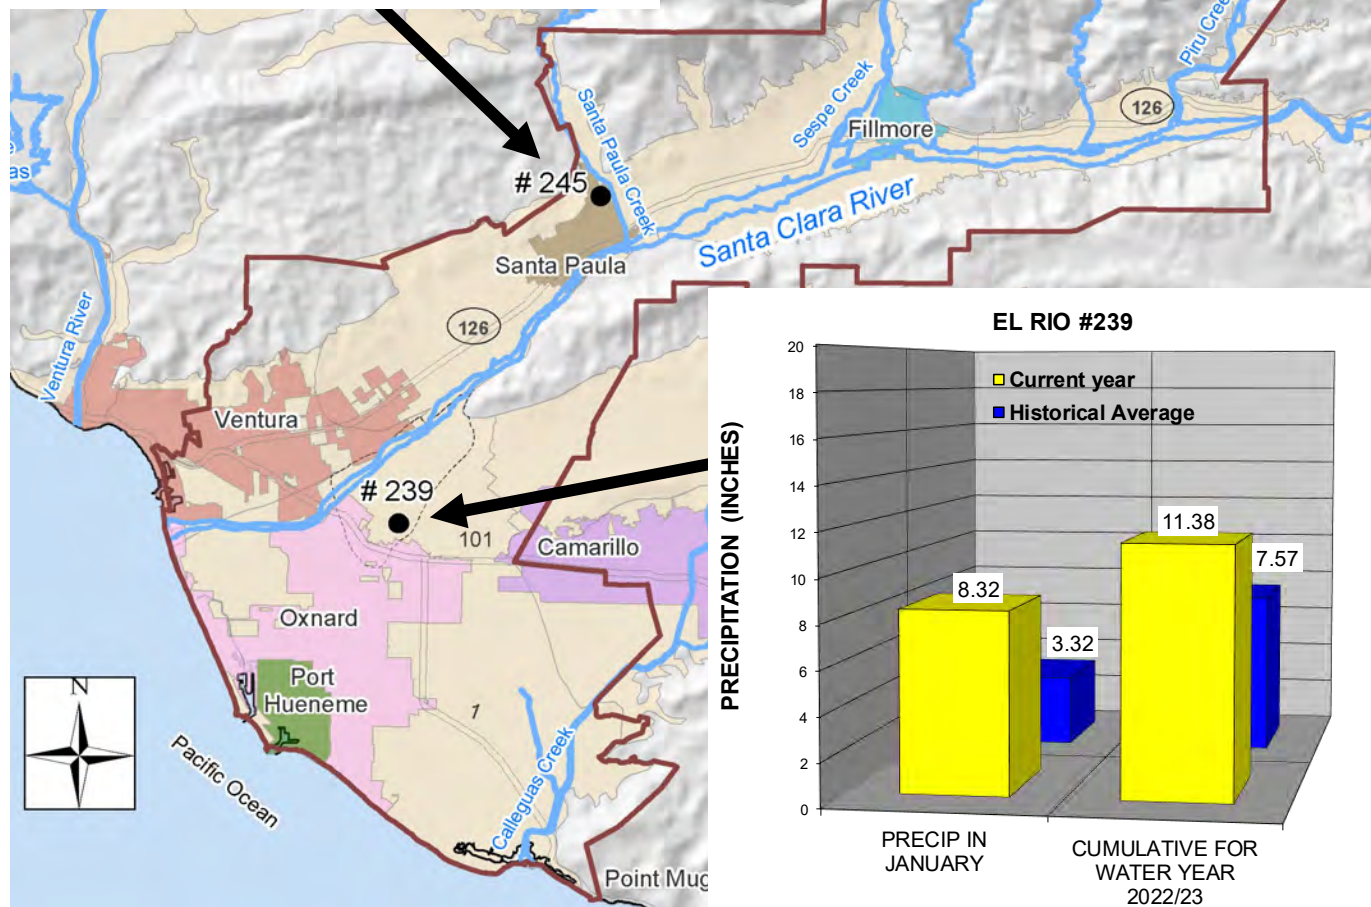 Piru Cree
126
Sespe Creek
Fillmore
Santa Paula Creek
as
# 245
Santa Clara River
Santa Paula
Ventura River
126
Ventura
# 239
101
Camarillo
Oxnard
Port
Hueneme
1
N
Pacific Ocean
Calleguas Creek
Point Mug
EL RIO #239
20
18
16
14
12
10
8
6
4
2
0
PRECIPITATION (INCHES)
Current year
Historical Average
8.32
3.32
11.38
7.57
PRECIP IN
JANUARY
CUMULATIVE FOR
WATER YEAR
2022/23